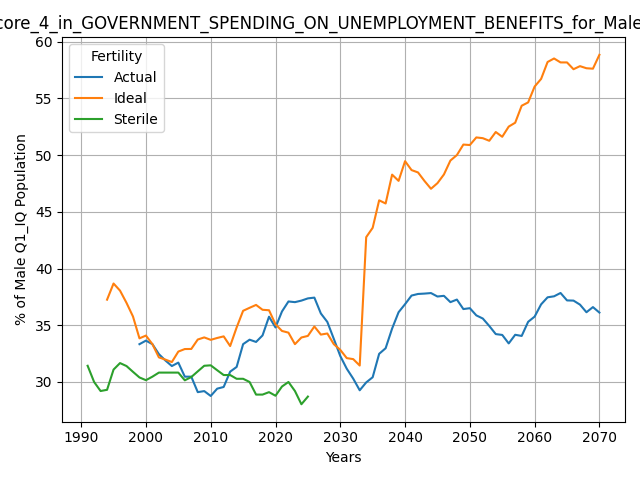 core_4_in_GOVERNMENT_SPENDING_ON_UNEMPLOYMENT_BENEFITS_for_Male
60
55
50
45
40
35
30
% of Male Q1_IQ Population
Fertility
Actual
Ideal
Sterile
1990 2000 2010 2020 2030 2040 2050 2060 2070
Years